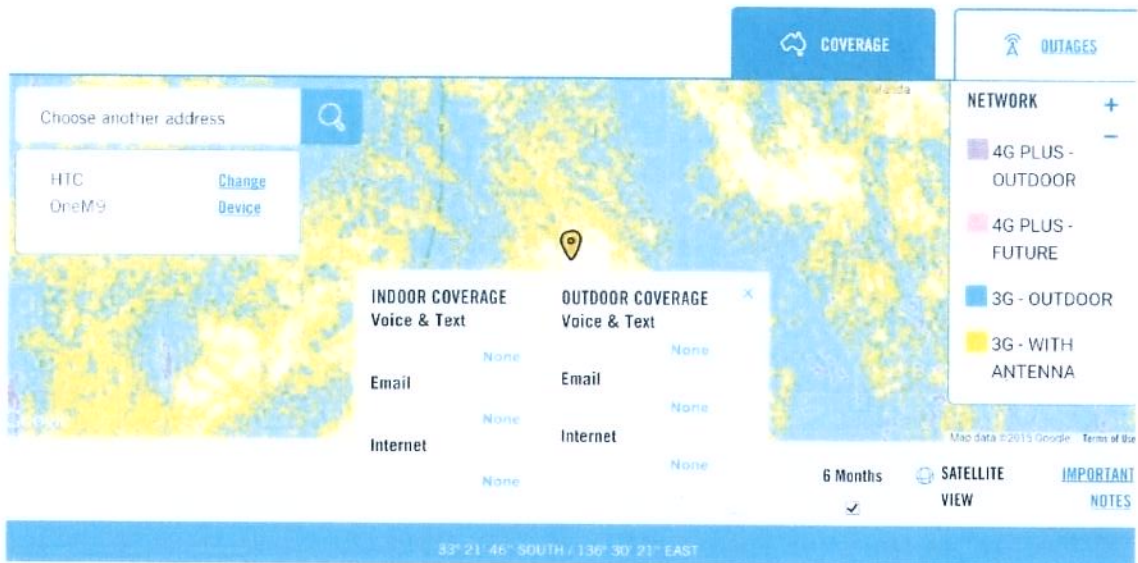 COVERAGE
OUTAGES
Choose another address
HTC
OneM9
Change
Device
NETWORK
+
−
4G PLUS -
OUTDOOR
4G PLUS -
FUTURE
3G - OUTDOOR
3G - WITH
ANTENNA
INDOOR COVERAGE
Voice & Text
None
Email
None
Internet
None
OUTDOOR COVERAGE
Voice & Text
None
Email
None
Internet
None
x
Map data ©2015 Google
Terms of Use
6 Months
SATELLITE
VIEW
IMPORTANT
NOTES
33° 21' 46" SOUTH / 136° 30' 21" EAST